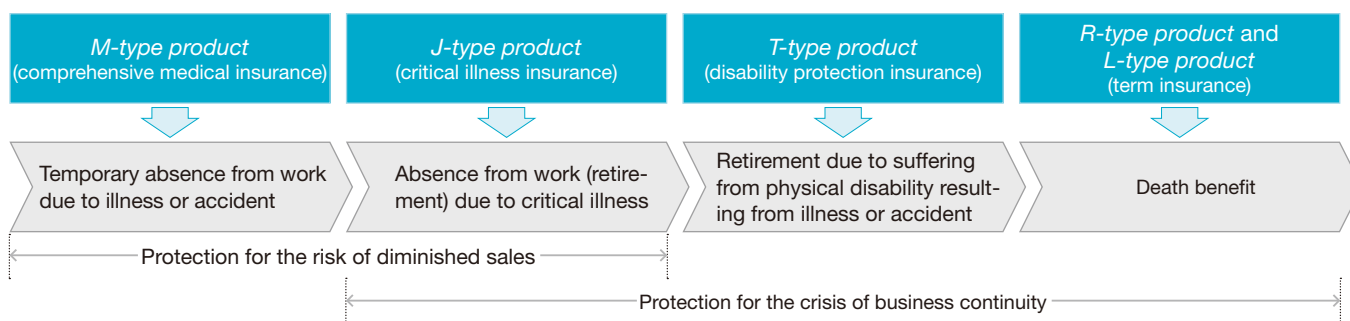 M-type product
(comprehensive medical insurance)
J-type product
(critical illness insurance)
T-type product
(disability protection insurance)
R-type product and
L-type product
(term insurance)
Temporary absence from work
due to illness or accident
Absence from work (retire-
ment) due to critical illness
Retirement due to suffering
from physical disability result-
ing from illness or accident
Death benefit
Protection for the risk of diminished sales
Protection for the crisis of business continuity